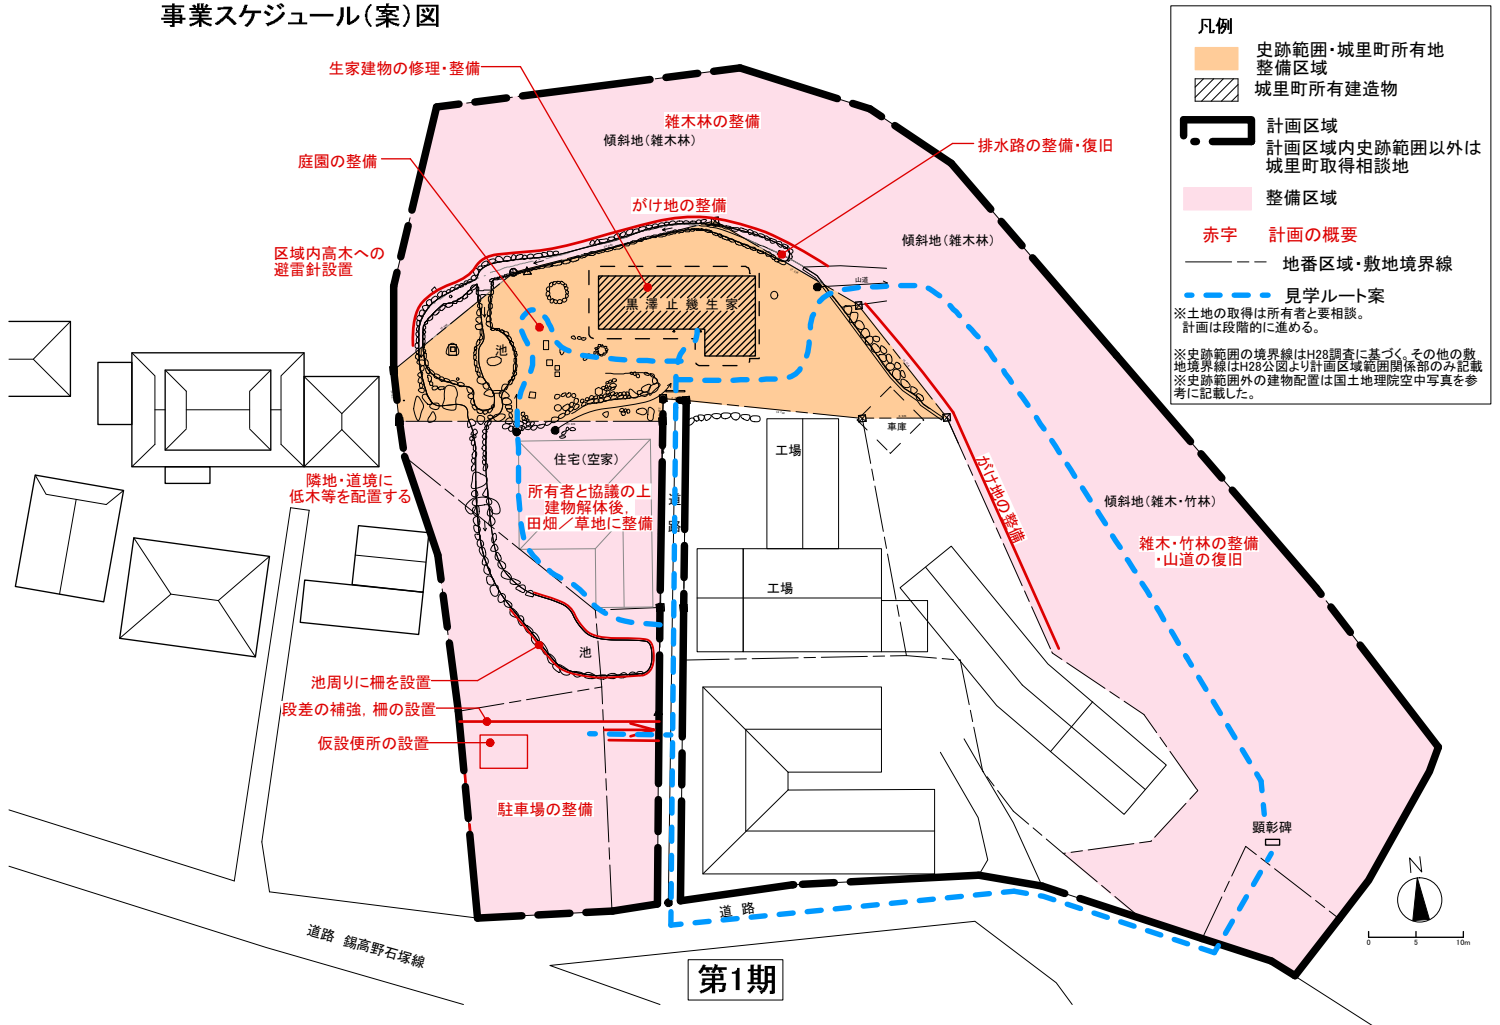 事業スケジュール(案)図
凡例
史跡範囲・城里町所有地
整備区域
城里町所有建造物
計画区域
計画区域内史跡範囲以外は
城里町取得相談地
整備区域
赤字 計画の概要
地番区域・敷地境界線
見学ルート案
※土地の取得は所有者と要相談。
計画は段階的に進める。
※史跡範囲の境界線はH28調査に基づく。その他の敷
地境界線はH28公図より計画区域範囲関係部のみ記載
※史跡範囲外の建物配置は国土地理院空中写真を参
考に記載した。
生家建物の修理・整備
雑木林の整備
傾斜地(雑木林)
排水路の整備・復旧
庭園の整備
がけ地の整備
傾斜地(雑木林)
区域内高木への
避雷針設置
山道
黒澤止幾生家
池
車庫
住宅(空家)
工場
隣地・道境に
低木等を配置する
所有者と協議の上
建物解体後,
田畑／草地に整備
道
路
がけ地の整備
傾斜地(雑木・竹林)
雑木・竹林の整備
・山道の復旧
工場
池
池周りに柵を設置
段差の補強, 柵の設置
仮設便所の設置
駐車場の整備
顕彰碑
道路
道路 錫高野石塚線
第1期
N
0 5 10m